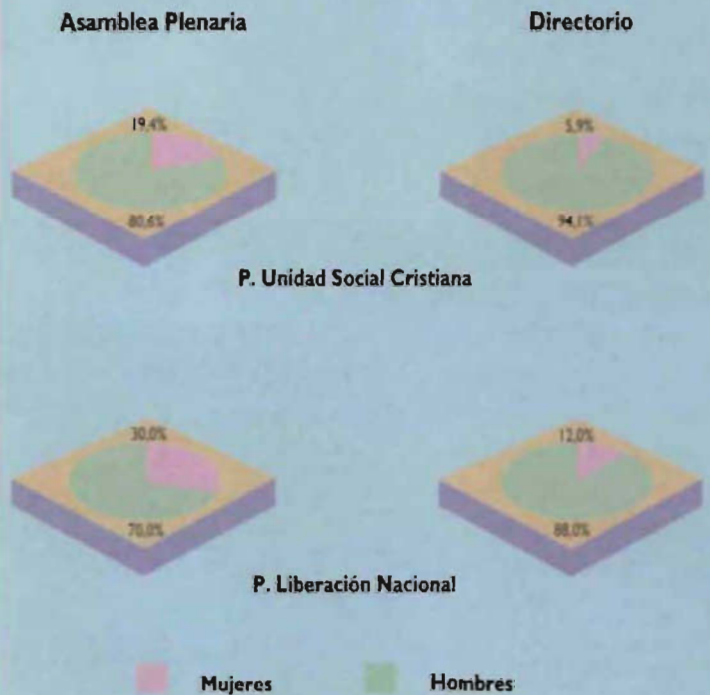 Asamblea Plenaria
Directorio
19,4%
5,9%
80,6%
94,1%
P. Unidad Social Cristiana
30,0%
12,0%
70,0%
88,0%
P. Liberación Nacional
Mujeres
Hombres